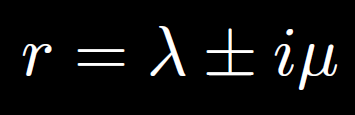 r = λ ± iμ